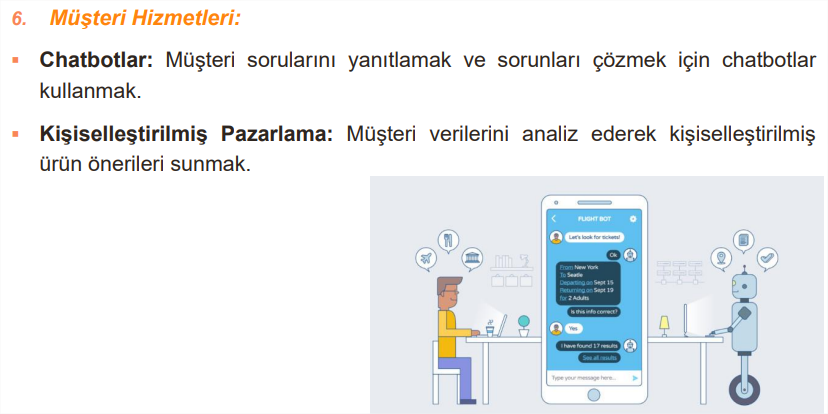 6. Müşteri Hizmetleri:
▪ Chatbotlar: Müşteri sorularını yanıtlamak ve sorunları çözmek için chatbotlar
kullanmak.
▪ Kişiselleştirilmiş Pazarlama: Müşteri verilerini analiz ederek kişiselleştirilmiş
ürün önerileri sunmak.
FLIGHT BOT
Let's look for tickets!
Ok
From New York
To Seatle
Departing on Sept 15
Returning on Sept 19
for 2 Adults
Is this info correct?
Yes
I have found 17 results
See all results
Type your message here...